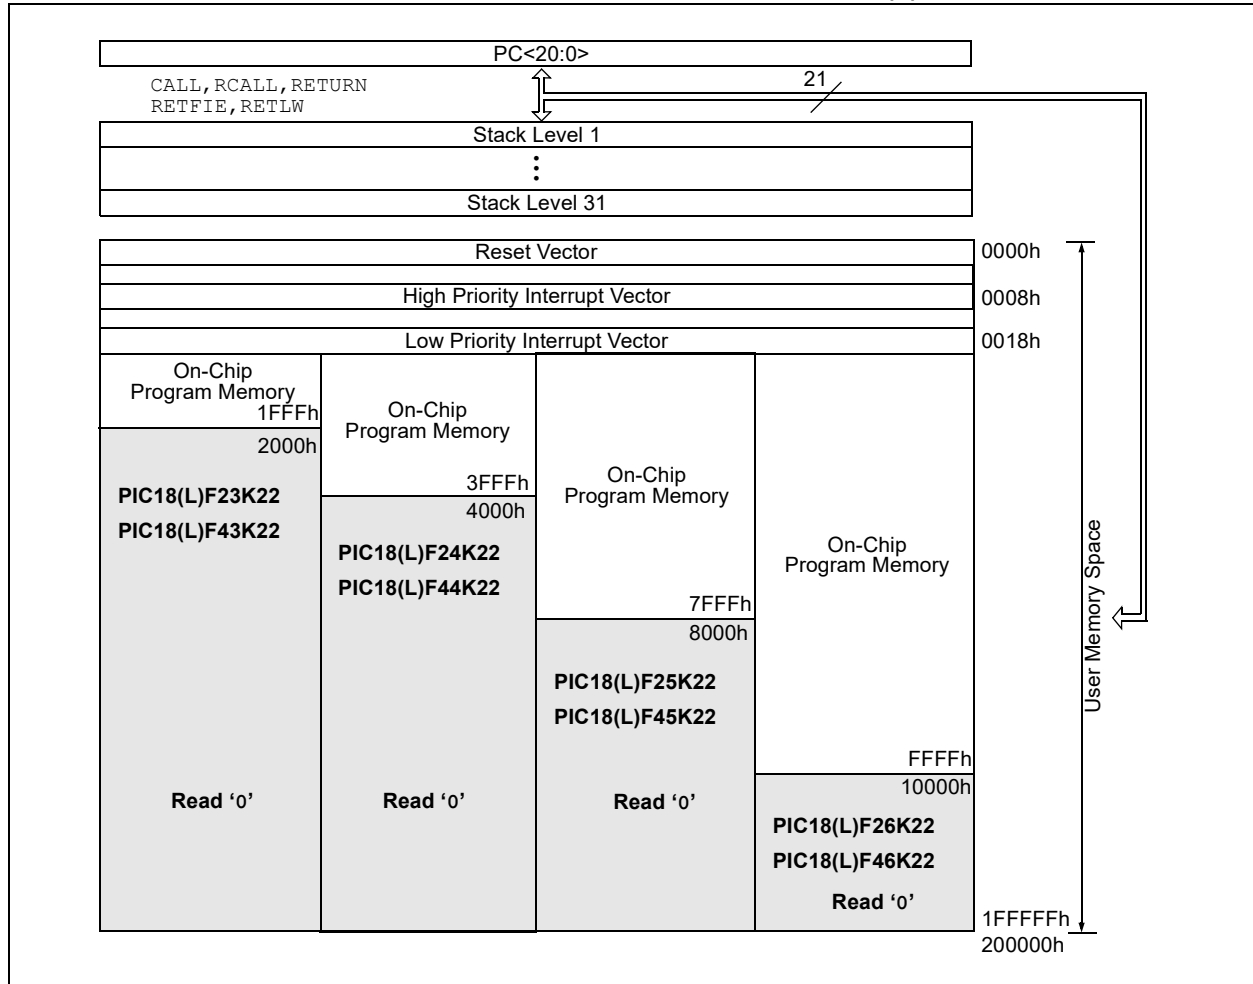 PC<20:0>
CALL,RCALL,RETURN
RETFIE,RETLW
21
Stack Level 1
Stack Level 31
Reset Vector
0000h
High Priority Interrupt Vector
0008h
Low Priority Interrupt Vector
0018h
On-Chip
Program Memory
1FFFh
2000h
PIC18(L)F23K22
PIC18(L)F43K22
Read ‘0’
On-Chip
Program Memory
3FFFh
4000h
PIC18(L)F24K22
PIC18(L)F44K22
Read ‘0’
On-Chip
Program Memory
7FFFh
8000h
PIC18(L)F25K22
PIC18(L)F45K22
Read ‘0’
On-Chip
Program Memory
FFFFh
10000h
PIC18(L)F26K22
PIC18(L)F46K22
Read ‘0’
1FFFFFh
200000h
User Memory Space